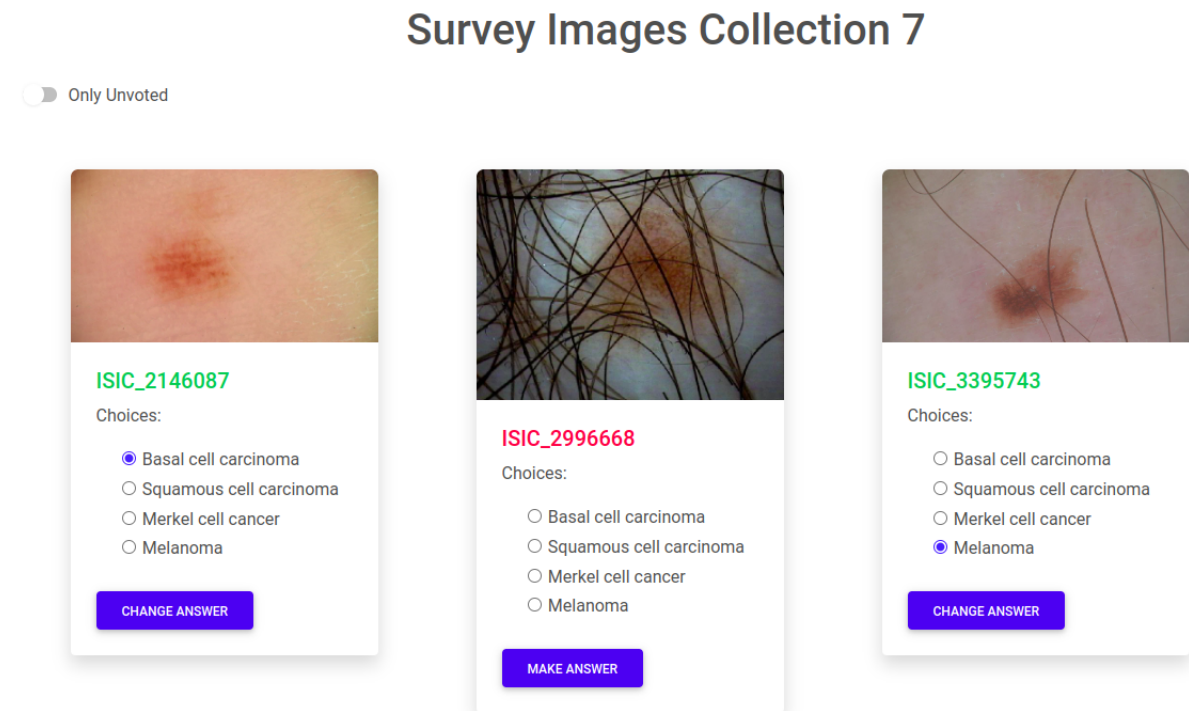 Survey Images Collection 7
Only Unvoted
ISIC_2146087
Choices:
Basal cell carcinoma
Squamous cell carcinoma
Merkel cell cancer
Melanoma
CHANGE ANSWER
ISIC_2996668
Choices:
Basal cell carcinoma
Squamous cell carcinoma
Merkel cell cancer
Melanoma
MAKE ANSWER
ISIC_3395743
Choices:
Basal cell carcinoma
Squamous cell carcinoma
Merkel cell cancer
Melanoma
CHANGE ANSWER